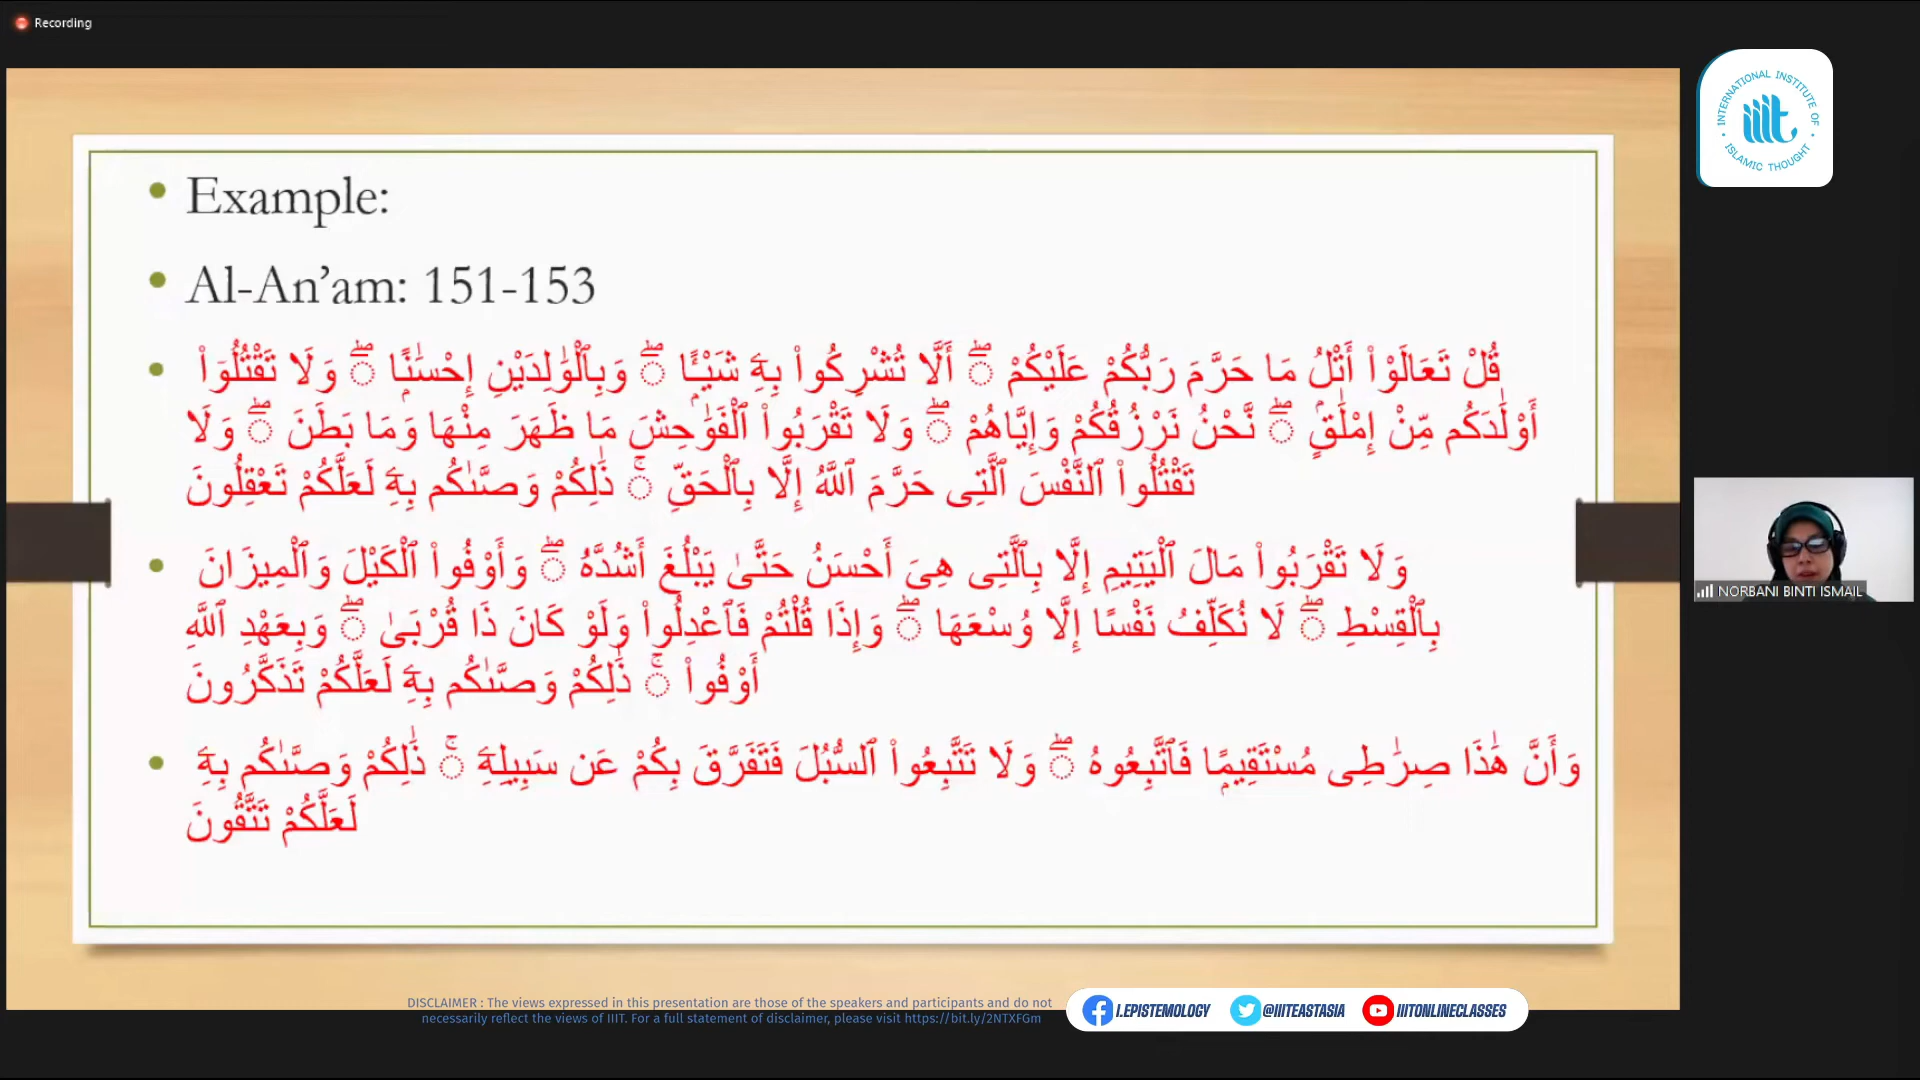 Recording
Example:
Al-An’am: 151-153
قُلْ تَعَالَوْا۟ أَتْلُ مَا حَرَّمَ رَبُّكُمْ عَلَيْكُمْ ۖ أَلَّا تُشْرِكُوا۟ بِهِۦ شَيْـًۭٔا ۖ وَبِٱلْوَٰلِدَيْنِ إِحْسَـٰنًۭا ۖ وَلَا تَقْتُلُوٓا۟
أَوْلَـٰدَكُم مِّنْ إِمْلَـٰقٍۢ ۖ نَّحْنُ نَرْزُقُكُمْ وَإِيَّاهُمْ ۖ وَلَا تَقْرَبُوا۟ ٱلْفَوَٰحِشَ مَا ظَهَرَ مِنْهَا وَمَا بَطَنَ ۖ وَلَا
تَقْتُلُوا۟ ٱلنَّفْسَ ٱلَّتِى حَرَّمَ ٱللَّهُ إِلَّا بِٱلْحَقِّ ۚ ذَٰلِكُمْ وَصَّىٰكُم بِهِۦ لَعَلَّكُمْ تَعْقِلُونَ
وَلَا تَقْرَبُوا۟ مَالَ ٱلْيَتِيمِ إِلَّا بِٱلَّتِى هِىَ أَحْسَنُ حَتَّىٰ يَبْلُغَ أَشُدَّهُۥ ۖ وَأَوْفُوا۟ ٱلْكَيْلَ وَٱلْمِيزَانَ
بِٱلْقِسْطِ ۖ لَا نُكَلِّفُ نَفْسًا إِلَّا وُسْعَهَا ۖ وَإِذَا قُلْتُمْ فَٱعْدِلُوا۟ وَلَوْ كَانَ ذَا قُرْبَىٰ ۖ وَبِعَهْدِ ٱللَّهِ
أَوْفُوا۟ ۚ ذَٰلِكُمْ وَصَّىٰكُم بِهِۦ لَعَلَّكُمْ تَذَكَّرُونَ
وَأَنَّ هَـٰذَا صِرَٰطِى مُسْتَقِيمًۭا فَٱتَّبِعُوهُ ۖ وَلَا تَتَّبِعُوا۟ ٱلسُّبُلَ فَتَفَرَّقَ بِكُمْ عَن سَبِيلِهِۦ ۚ ذَٰلِكُمْ وَصَّىٰكُم بِهِۦ
لَعَلَّكُمْ تَتَّقُونَ
INTERNATIONAL INSTITUTE OF
iiit
ISLAMIC THOUGHT
NORBANI BINTI ISMAIL
DISCLAIMER : The views expressed in this presentation are those of the speakers and participants and do not
necessarily reflect the views of IIIT. For a full statement of disclaimer, please visit https://bit.ly/2NTXFGm
I.EPISTEMOLOGY @IIITEASTASIA IIITONLINECLASSES